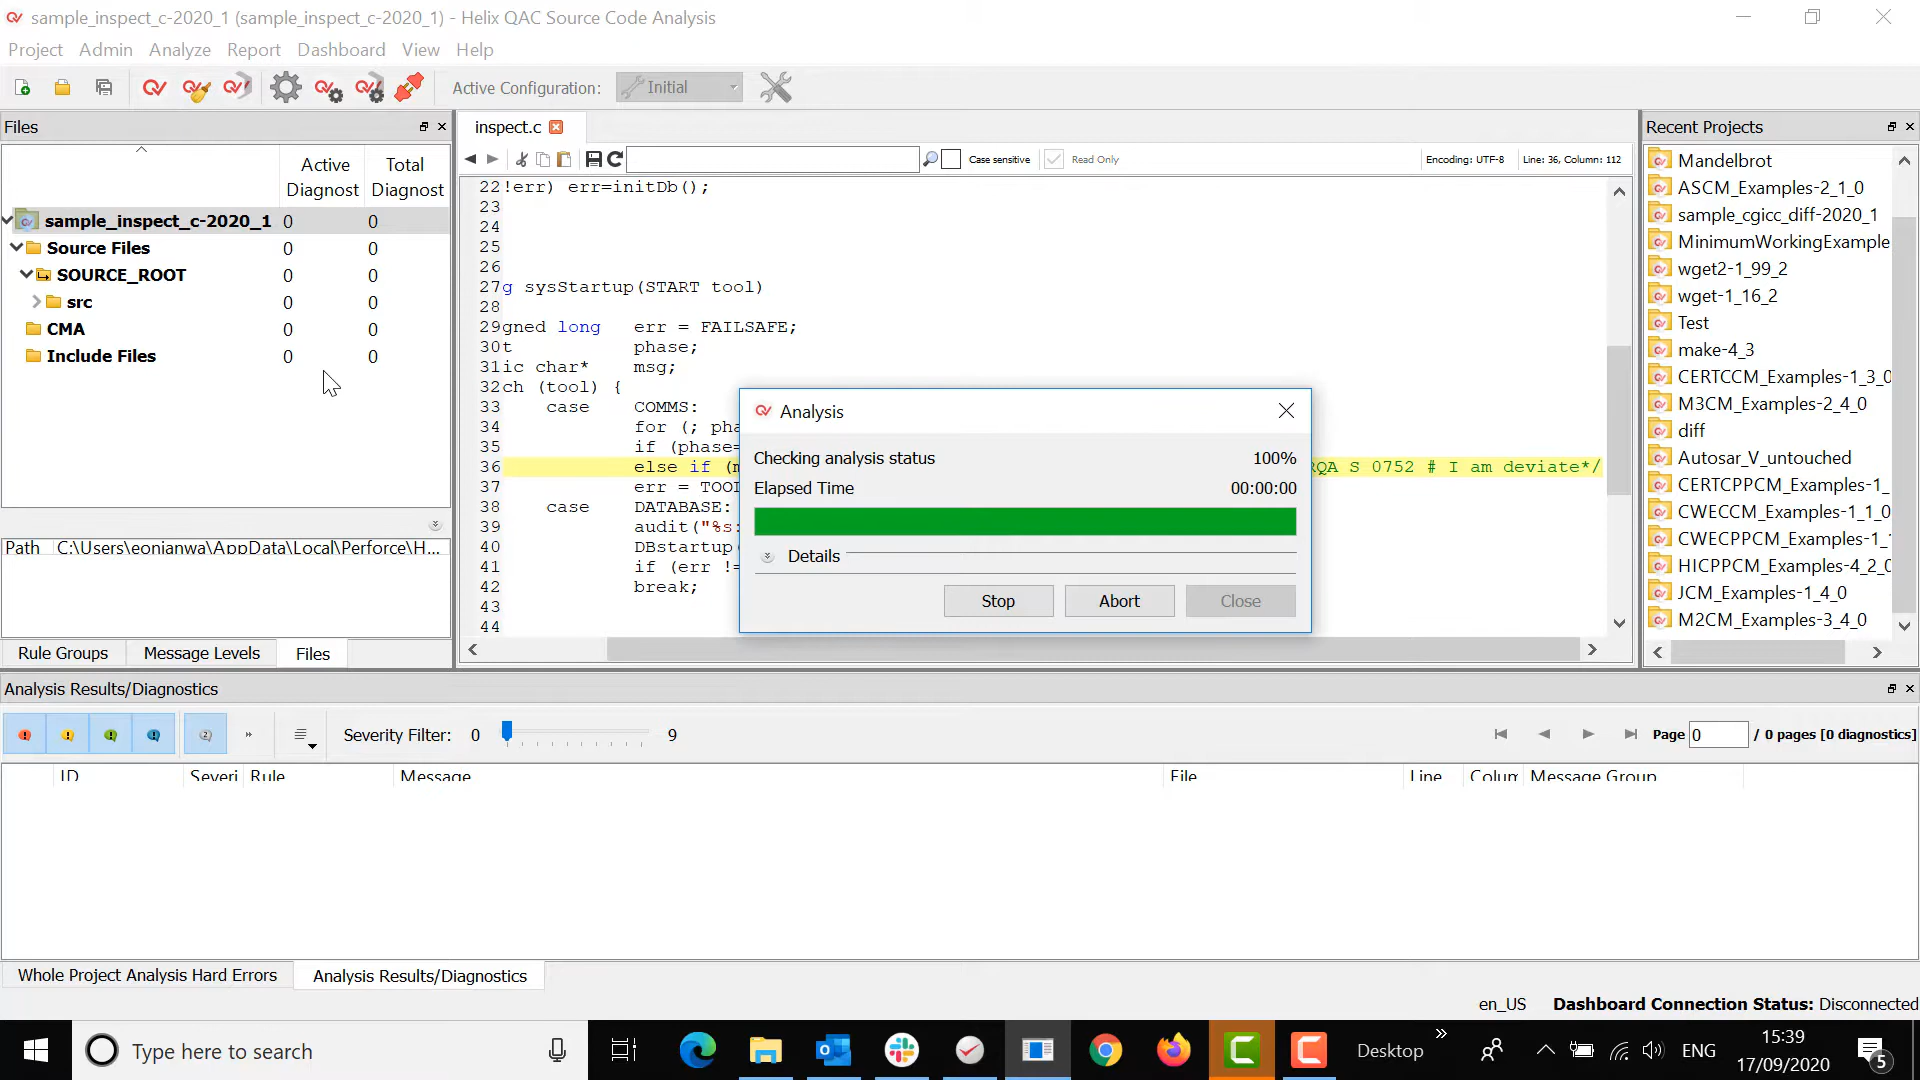 sample_inspect_c-2020_1 (sample_inspect_c-2020_1) - Helix QAC Source Code Analysis
Project Admin Analyze Report Dashboard View Help
Active Configuration: Initial
Files
Active Diagnost Total Diagnost
sample_inspect_c-2020_1 0 0
Source Files 0 0
SOURCE_ROOT 0 0
src 0 0
CMA 0 0
Include Files 0 0
Path C:\Users\eonianwa\AppData\Local\Perforce\H...
Rule Groups Message Levels Files
inspect.c
Case sensitive Read Only Encoding: UTF-8 Line: 36, Column: 112
22 !err) err=initDb();
23
24
25
26
27 g sysStartup(START tool)
28
29 gned long err = FAILSAFE;
30 t phase;
31 ic char* msg;
32 ch (tool) {
33 case COMMS:
34 for (; pha
35 if (phase=
36 else if (m RQA S 0752 # I am deviate*/
37 err = TOOL
38 case DATABASE:
39 audit("%s:
40 DBstartup(
41 if (err !=
42 break;
43
44
Analysis
Checking analysis status 100%
Elapsed Time 00:00:00
Details
Stop Abort Close
Recent Projects
Mandelbrot
ASCM_Examples-2_1_0
sample_cgicc_diff-2020_1
MinimumWorkingExample
wget2-1_99_2
wget-1_16_2
Test
make-4_3
CERTCCM_Examples-1_3_0
M3CM_Examples-2_4_0
diff
Autosar_V_untouched
CERTCPPCM_Examples-1_
CWECCM_Examples-1_1_0
CWECPPCM_Examples-1_1
HICPPCM_Examples-4_2_0
JCM_Examples-1_4_0
M2CM_Examples-3_4_0
Analysis Results/Diagnostics
Severity Filter: 0 9 Page 0 / 0 pages [0 diagnostics]
ID Severi Rule Message File Line Colum Message Group
Whole Project Analysis Hard Errors Analysis Results/Diagnostics
en_US Dashboard Connection Status: Disconnected
Type here to search
Desktop
ENG
15:39
17/09/2020
5